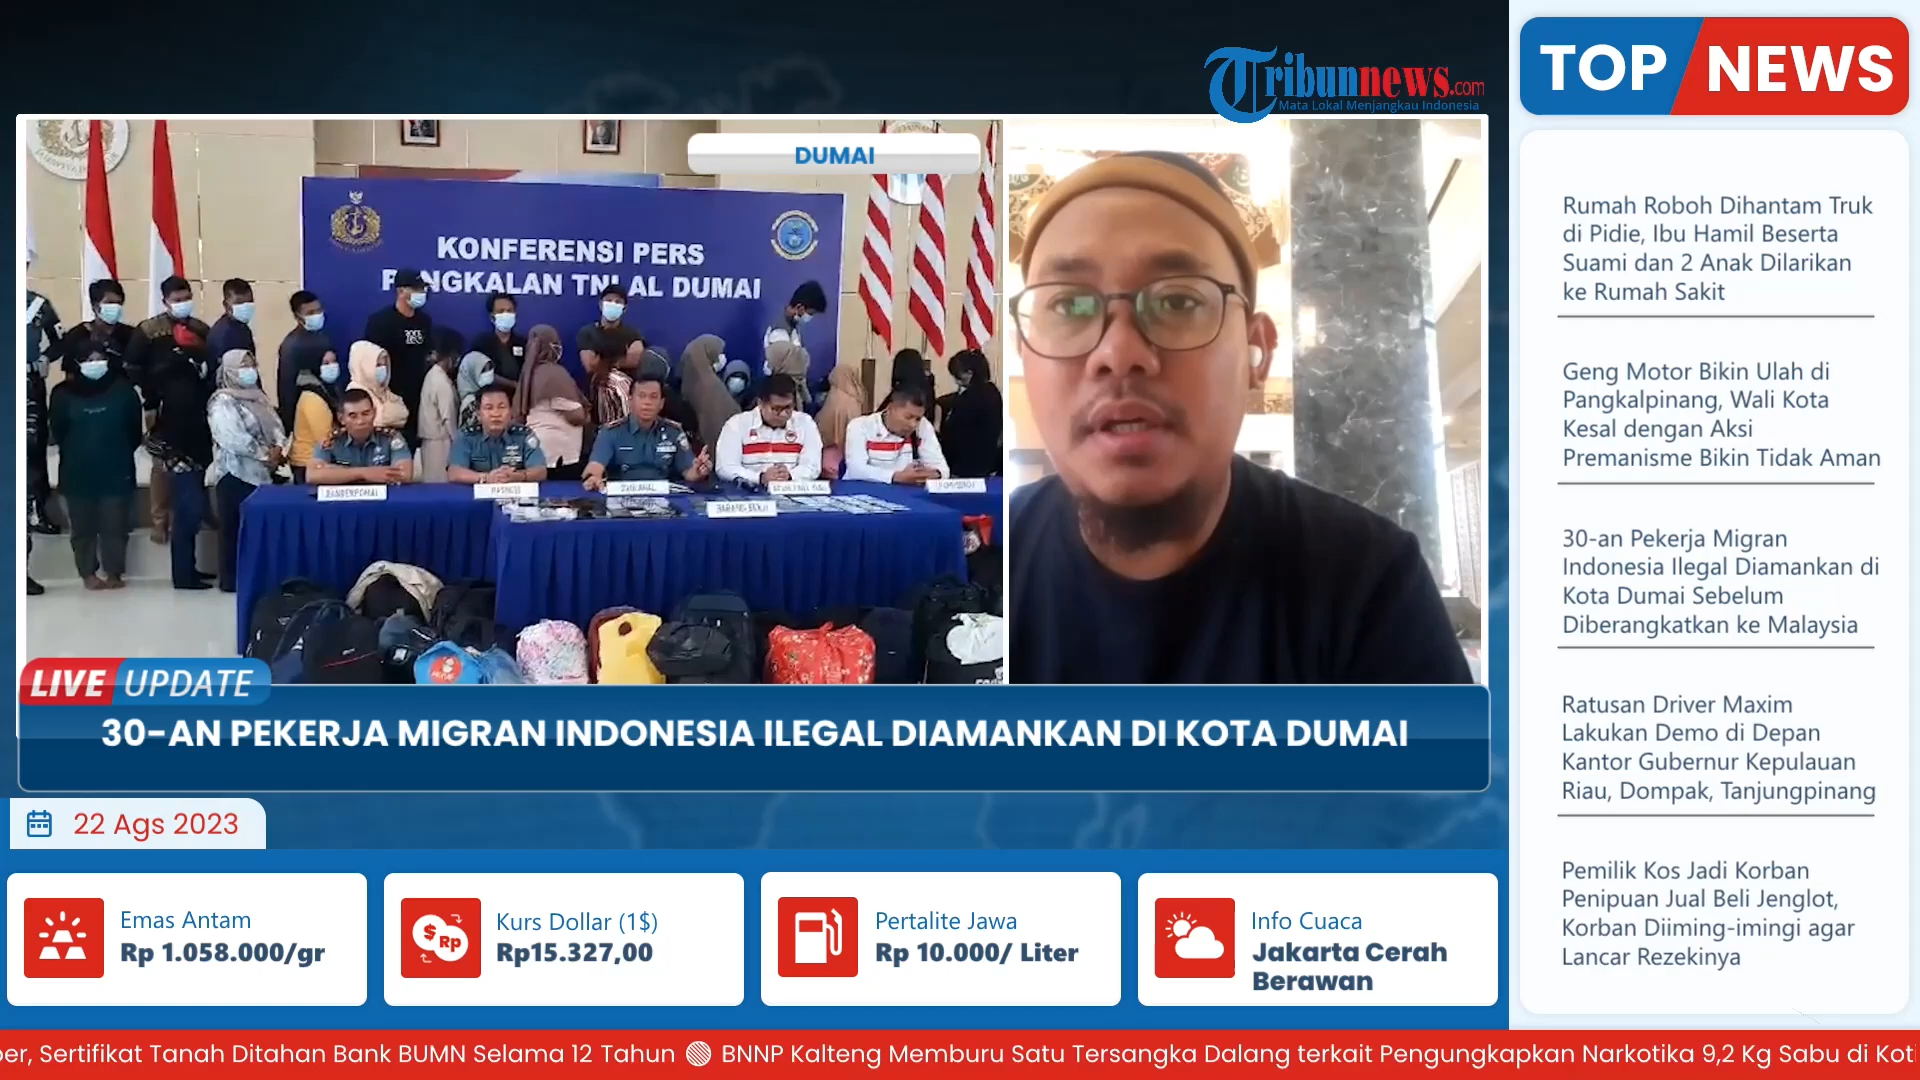 Tribunnews.com
Mata Lokal Menjangkau Indonesia
TOP NEWS
DUMAI
KONFERENSI PERS
PANGKALAN TNI AL DUMAI
BARANG BUKTI
LIVE UPDATE
30-AN PEKERJA MIGRAN INDONESIA ILEGAL DIAMANKAN DI KOTA DUMAI
22 Ags 2023
Emas Antam
Rp 1.058.000/gr
Kurs Dollar (1$)
Rp15.327,00
Pertalite Jawa
Rp 10.000/ Liter
Info Cuaca
Jakarta Cerah
Berawan
Rumah Roboh Dihantam Truk
di Pidie, Ibu Hamil Beserta
Suami dan 2 Anak Dilarikan
ke Rumah Sakit
Geng Motor Bikin Ulah di
Pangkalpinang, Wali Kota
Kesal dengan Aksi
Premanisme Bikin Tidak Aman
30-an Pekerja Migran
Indonesia Ilegal Diamankan di
Kota Dumai Sebelum
Diberangkatkan ke Malaysia
Ratusan Driver Maxim
Lakukan Demo di Depan
Kantor Gubernur Kepulauan
Riau, Dompak, Tanjungpinang
Pemilik Kos Jadi Korban
Penipuan Jual Beli Jenglot,
Korban Diiming-imingi agar
Lancar Rezekinya
er, Sertifikat Tanah Ditahan Bank BUMN Selama 12 Tahun BNNP Kalteng Memburu Satu Tersangka Dalang terkait Pengungkapkan Narkotika 9,2 Kg Sabu di Kot